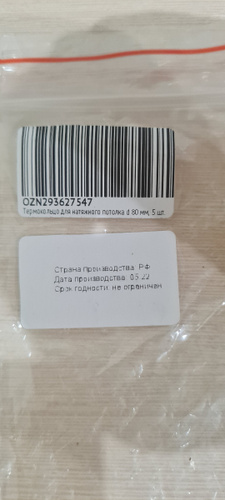 OZN293627547
Термокольцо для натяжного потолка d 80 мм, 5 шт.
Страна производства: РФ
Дата производства: 05.22
Срок годности: не ограничен